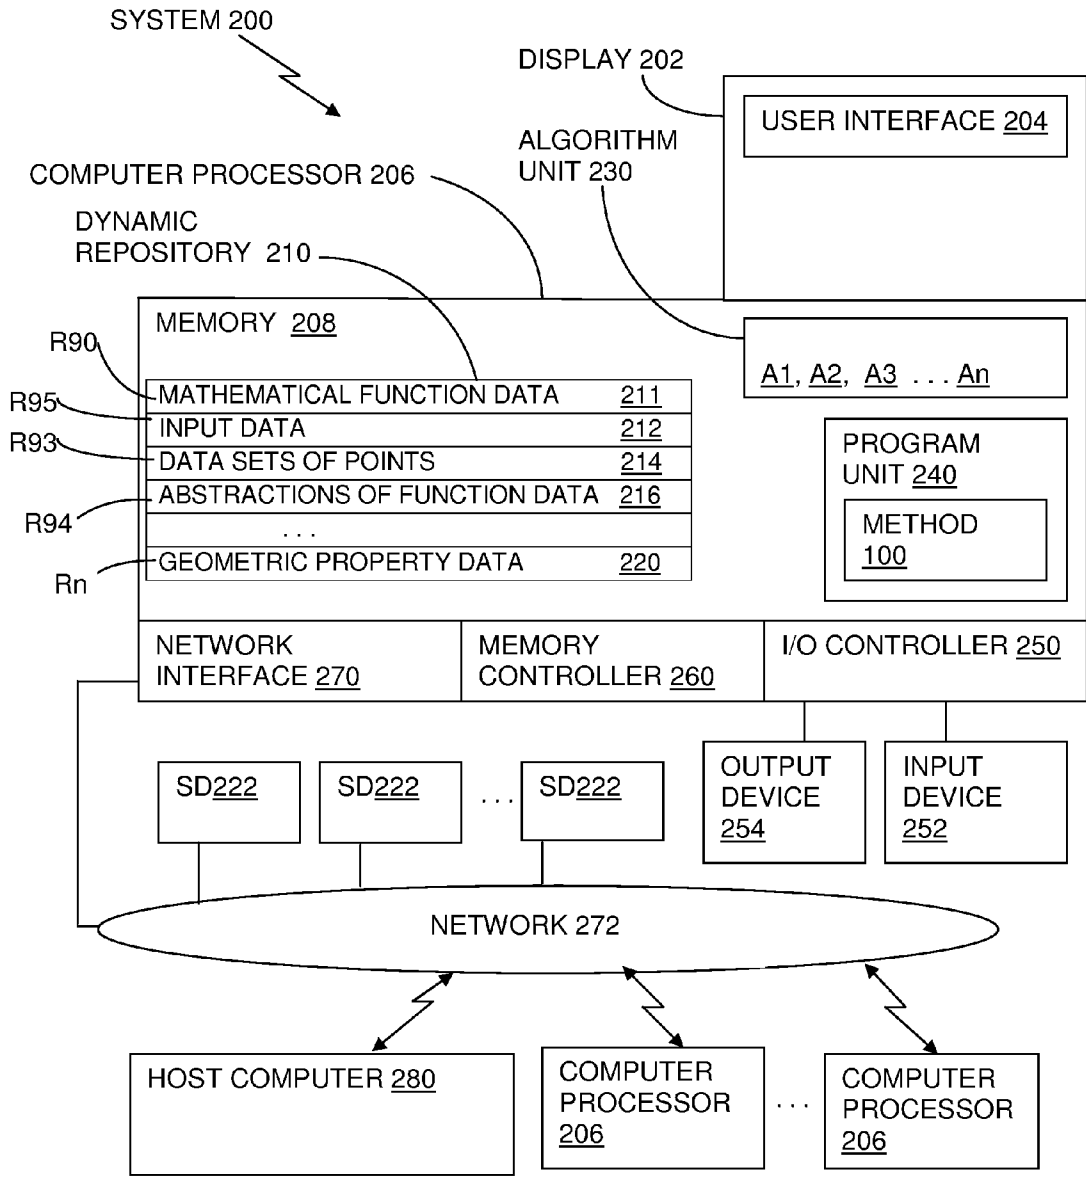 SYSTEM 200
DISPLAY 202
USER INTERFACE 204
ALGORITHM
UNIT 230
COMPUTER PROCESSOR 206
DYNAMIC
REPOSITORY 210
MEMORY 208
R90
A1, A2, A3 . . . An
MATHEMATICAL FUNCTION DATA 211
R95
INPUT DATA 212
R93
DATA SETS OF POINTS 214
ABSTRACTIONS OF FUNCTION DATA 216
R94
. . .
GEOMETRIC PROPERTY DATA 220
Rn
PROGRAM
UNIT 240
METHOD
100
NETWORK
INTERFACE 270
MEMORY
CONTROLLER 260
I/O CONTROLLER 250
SD222
SD222
. . .
SD222
OUTPUT
DEVICE
254
INPUT
DEVICE
252
NETWORK 272
HOST COMPUTER 280
COMPUTER
PROCESSOR
206
. . .
COMPUTER
PROCESSOR
206